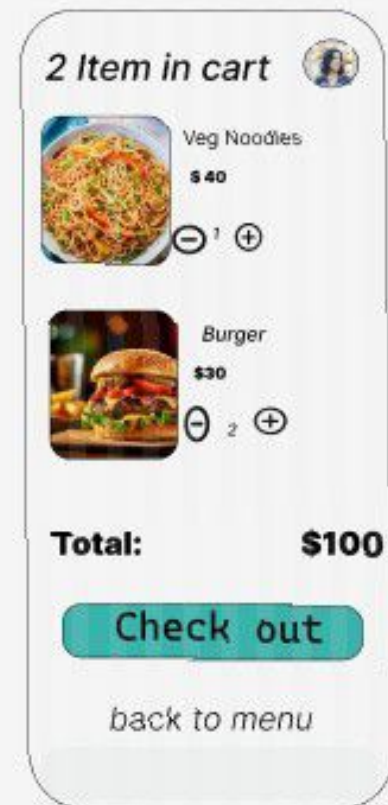 2 Item in cart
Veg Noodles
$ 40
1
Burger
$30
2
Total: $100
Check out
back to menu